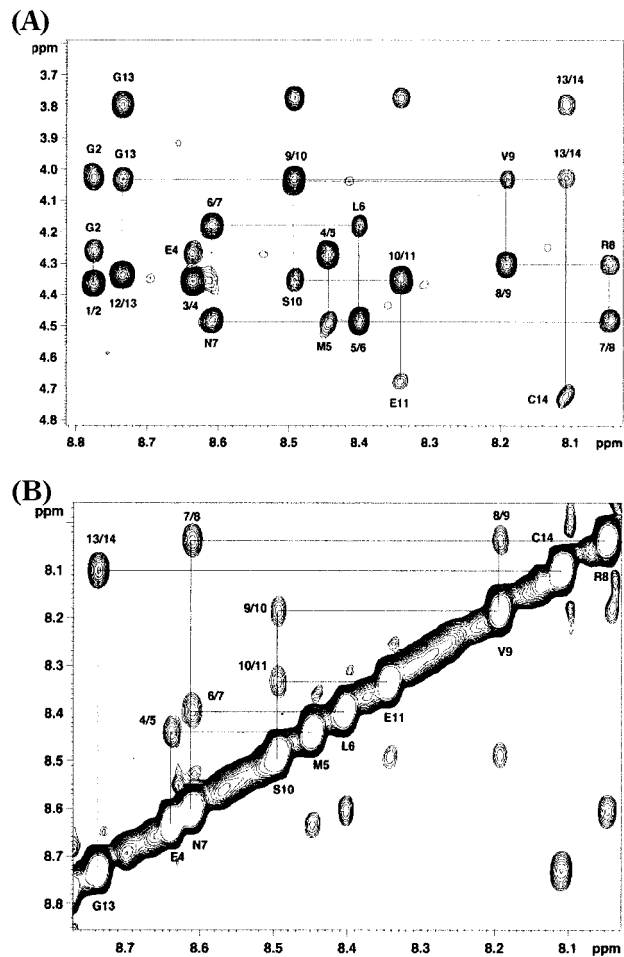 (A)
ppm
3.7
3.8
3.9
4.0
4.1
4.2
4.3
4.4
4.5
4.6
4.7
4.8
G13 13/14
G2 G13 9/10 V9 13/14
6/7 L6
G2 E4 4/5 10/11 R8
1/2 12/13 3/4 S10 8/9
N7 M5 5/6 7/8
E11 C14
8.8 8.7 8.6 8.5 8.4 8.3 8.2 8.1 ppm
(B)
ppm
8.1
8.2
8.3
8.4
8.5
8.6
8.7
8.8
13/14 7/8 8/9 C14
R8
9/10
V9
10/11
6/7 E11
4/5 L6
M5
S10
E4 N7
G13
8.7 8.6 8.5 8.4 8.3 8.2 8.1 ppm